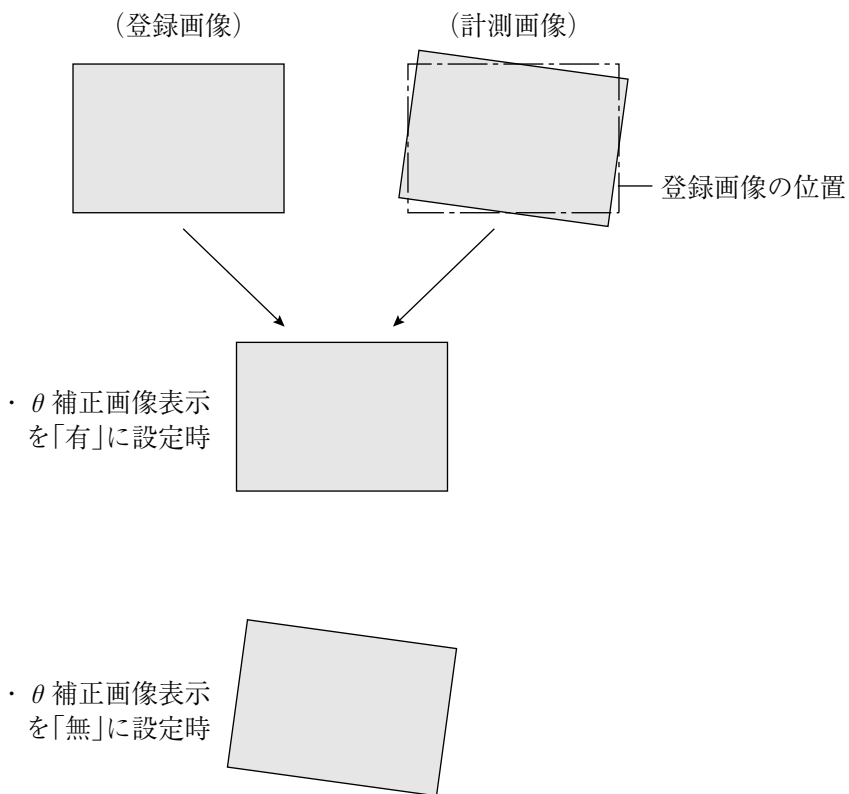 （登録画像）
（計測画像）
登録画像の位置
・θ補正画像表示
を｢有｣に設定時
・θ補正画像表示
を｢無｣に設定時